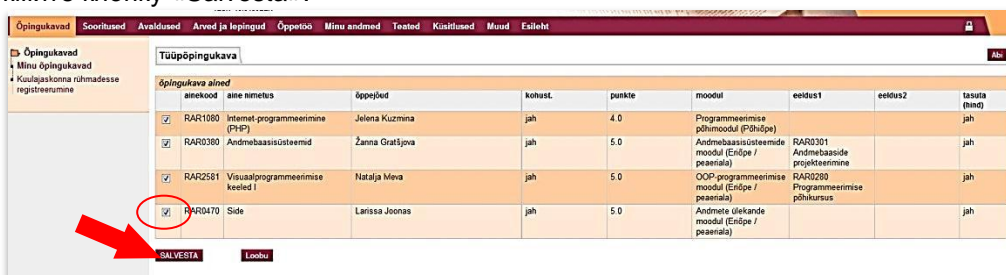 «Salvesta».
Õpingukavad Sooritused Avaldused Arved ja lepingud Õppetöö Minu andmed Teated Küsitlused Muud Esileht
Õpingukavad
Minu õpingukavad
Kuulajaskonna rühmadesse
registreerumine
Tüüpõpingukava
Abi
õpingukava ained
ainekood aine nimetus õppejõud kohust. punkte moodul eeldus1 eeldus2 tasuta
(hind)
RAR1080 Internet-programmeerimine Jelena Kuzmina jah 4.0 Programmeerimise jah
(PHP) põhimoodul (Põhiõpe)
RAR0380 Andmebaasisüsteemid Žanna Gratšjova jah 5.0 Andmebaasisüsteemide RAR0301 jah
moodul (Eriõpe / Andmebaaside
peaeriala) projekteerimine
RAR2581 Visuaalprogrammeerimise Natalja Ivleva jah 5.0 OOP-programmeerimise RAR0280 jah
keeled I moodul (Eriõpe / Programmeerimise
peaeriala) põhikursus
RAR0470 Side Larissa Joonas jah 5.0 Andmete ülekande jah
moodul (Eriõpe /
peaeriala)
SALVESTA Loobu